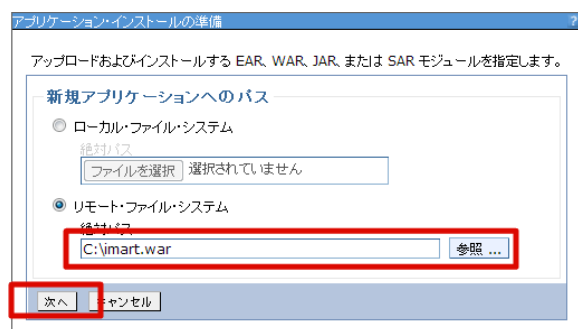 アプリケーション・インストールの準備 ?
アップロードおよびインストールする EAR、WAR、JAR、または SAR モジュールを指定します。
新規アプリケーションへのパス
ローカル・ファイル・システム
絶対パス
ファイルを選択 選択されていません
リモート・ファイル・システム
絶対パス
C:\imart.war 参照 ...
次へ キャンセル